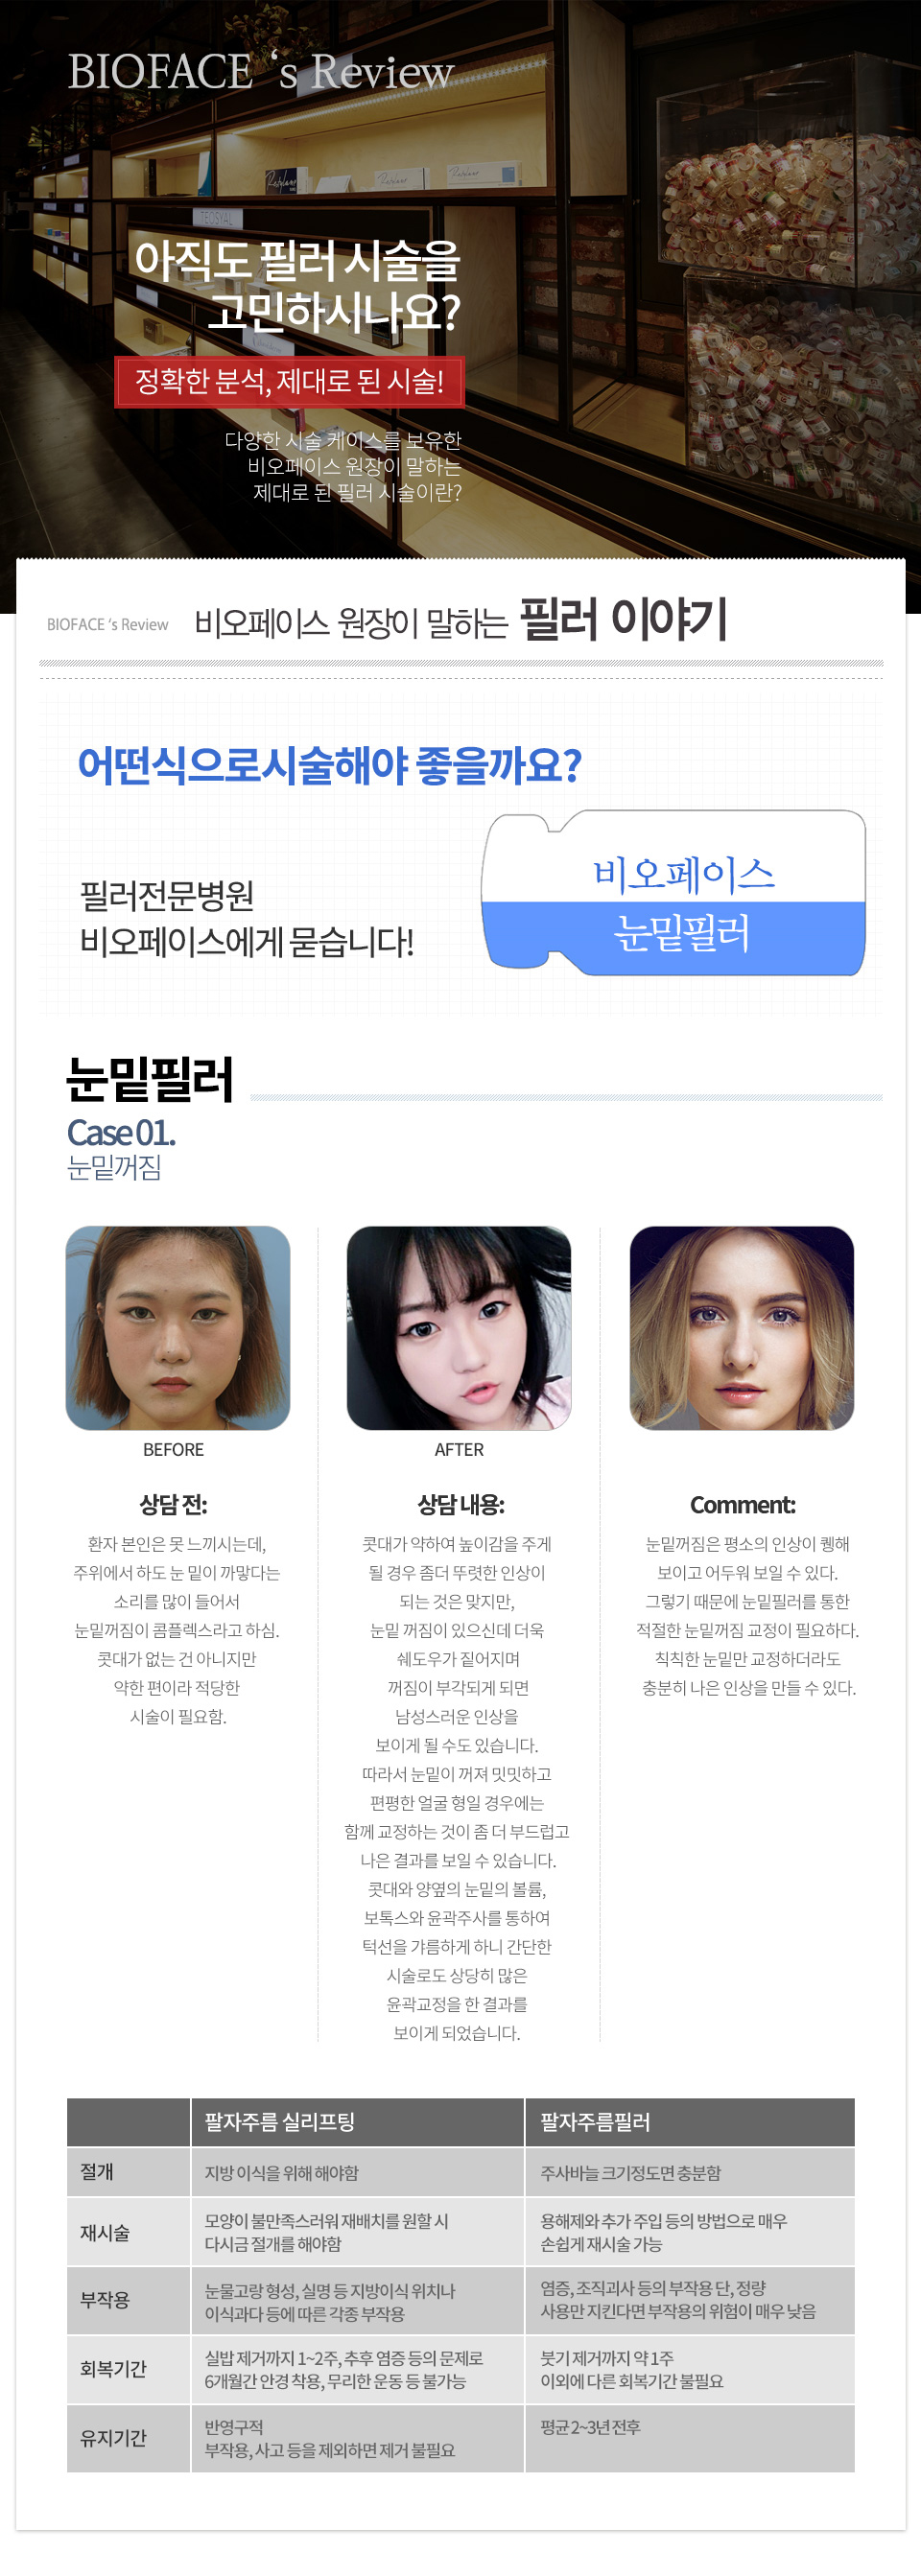 BIOFACE ‘s Review
TEOSYAL
아직도 필러 시술을
고민하시나요?
정확한 분석, 제대로 된 시술!
다양한 시술 케이스를 보유한
비오페이스 원장이 말하는
제대로 된 필러 시술이란?
BIOFACE ‘s Review
비오페이스 원장이 말하는 필러 이야기
어떤식으로시술해야 좋을까요?
필러전문병원
비오페이스에게 묻습니다!
비오페이스
눈밑필러
눈밑필러
Case 01.
눈밑꺼짐
BEFORE
상담 전:
환자 본인은 못 느끼시는데,
주위에서 하도 눈 밑이 까맣다는
소리를 많이 들어서
눈밑꺼짐이 콤플렉스라고 하심.
콧대가 없는 건 아니지만
약한 편이라 적당한
시술이 필요함.
AFTER
상담 내용:
콧대가 약하여 높이감을 주게
될 경우 좀더 뚜렷한 인상이
되는 것은 맞지만,
눈밑 꺼짐이 있으신데 더욱
쉐도우가 짙어지며
꺼짐이 부각되게 되면
남성스러운 인상을
보이게 될 수도 있습니다.
따라서 눈밑이 꺼져 밋밋하고
편평한 얼굴 형일 경우에는
함께 교정하는 것이 좀 더 부드럽고
나은 결과를 보일 수 있습니다.
콧대와 양옆의 눈밑의 볼륨,
보톡스와 윤곽주사를 통하여
턱선을 갸름하게 하니 간단한
시술로도 상당히 많은
윤곽교정을 한 결과를
보이게 되었습니다.
Comment:
눈밑꺼짐은 평소의 인상이 퀭해
보이고 어두워 보일 수 있다.
그렇기 때문에 눈밑필러를 통한
적절한 눈밑꺼짐 교정이 필요하다.
칙칙한 눈밑만 교정하더라도
충분히 나은 인상을 만들 수 있다.
팔자주름 실리프팅
팔자주름필러
절개
지방 이식을 위해 해야함
주사바늘 크기정도면 충분함
재시술
모양이 불만족스러워 재배치를 원할 시
다시금 절개를 해야함
용해제와 추가 주입 등의 방법으로 매우
손쉽게 재시술 가능
부작용
눈물고랑 형성, 실명 등 지방이식 위치나
이식과다 등에 따른 각종 부작용
염증, 조직괴사 등의 부작용 단, 정량
사용만 지킨다면 부작용의 위험이 매우 낮음
회복기간
실밥 제거까지 1~2주, 추후 염증 등의 문제로
6개월간 안경 착용, 무리한 운동 등 불가능
붓기 제거까지 약 1주
이외에 다른 회복기간 불필요
유지기간
반영구적
부작용, 사고 등을 제외하면 제거 불필요
평균 2~3년 전후